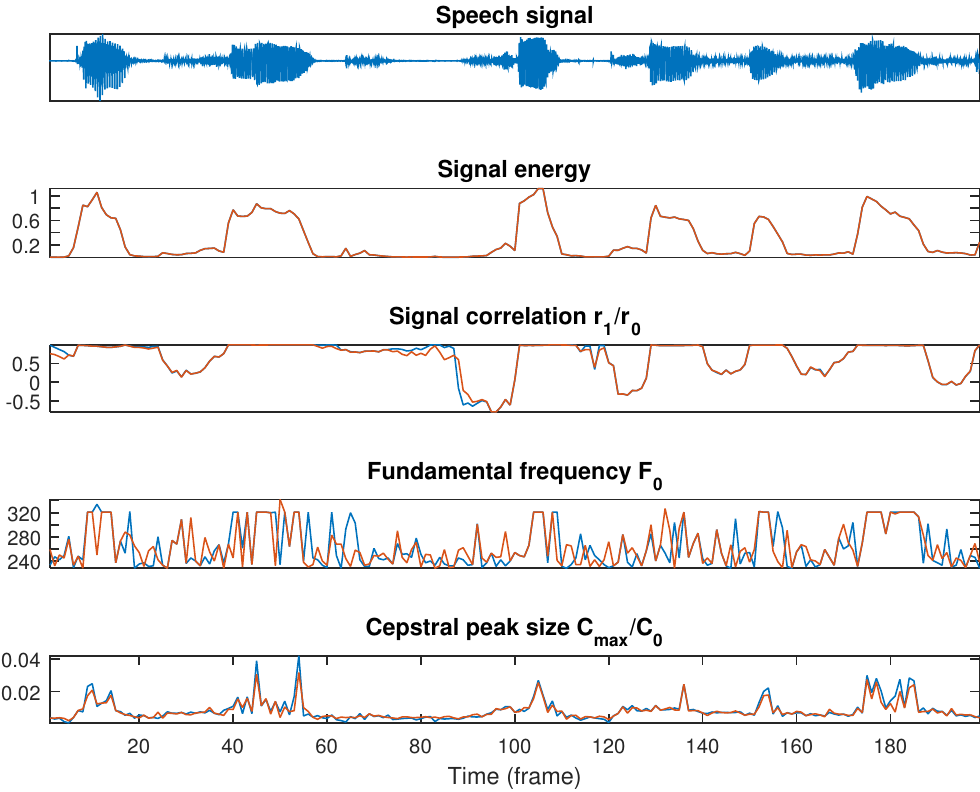 Speech signal
Signal energy
1
0.6
0.2
Signal correlation r1/r0
0.5
0
-0.5
Fundamental frequency F0
320
280
240
Cepstral peak size Cmax/C0
0.04
0.02
20 40 60 80 100 120 140 160 180
Time (frame)